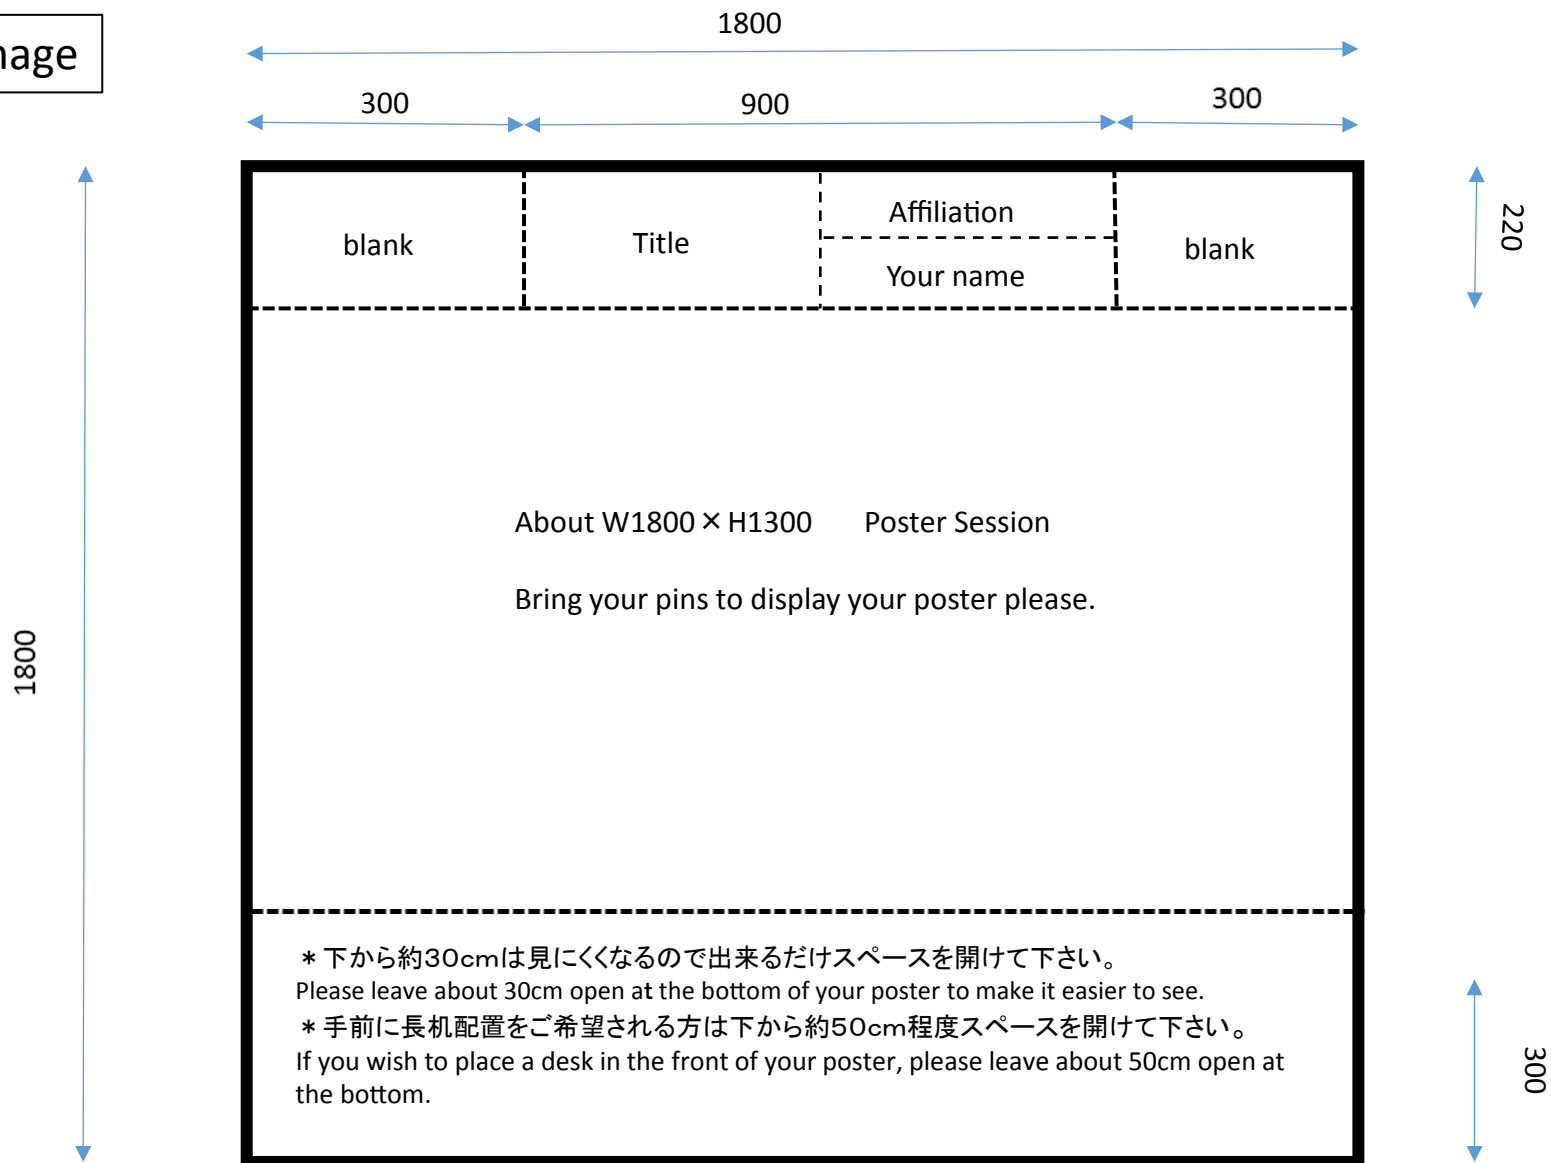 1800
nage
300 900 300
blank Title Affiliation blank
Your name
220
About W1800×H1300 Poster Session
Bring your pins to display your poster please.
1800
*下から約30cmは見にくくなるので出来るだけスペースを開けて下さい。
Please leave about 30cm open at the bottom of your poster to make it easier to see.
*手前に長机配置をご希望される方は下から約50cm程度スペースを開けて下さい。
If you wish to place a desk in the front of your poster, please leave about 50cm open at
the bottom.
300